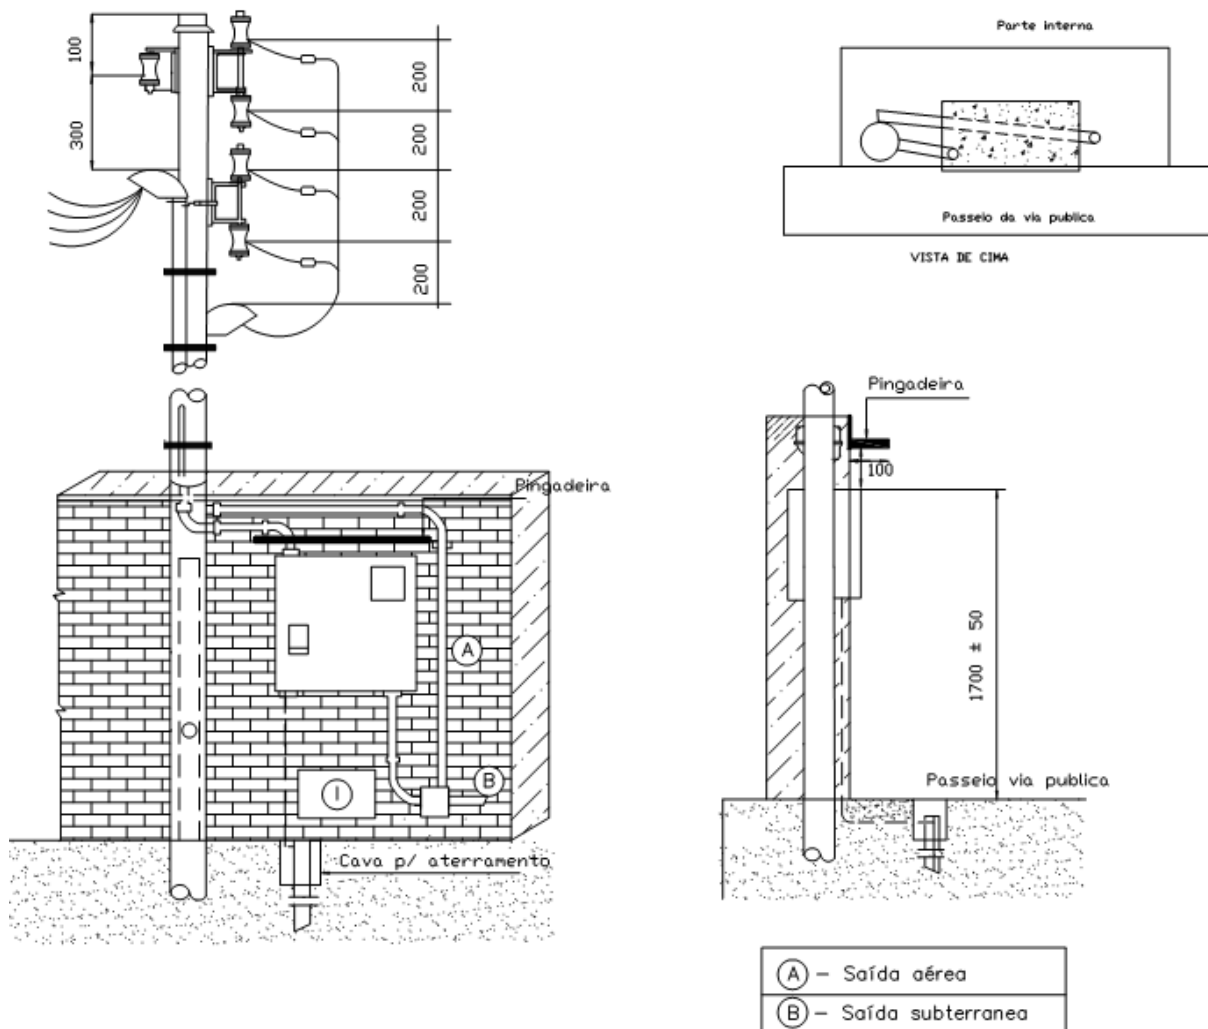 100
300
200
200
200
200
Parte interna
Passeio da via publica
VISTA DE CIMA
Pingadeira
A
B
I
Cava p/ aterramento
Pingadeira
100
1700 ± 50
Passeio via publica
A – Saída aérea
B – Saída subterranea